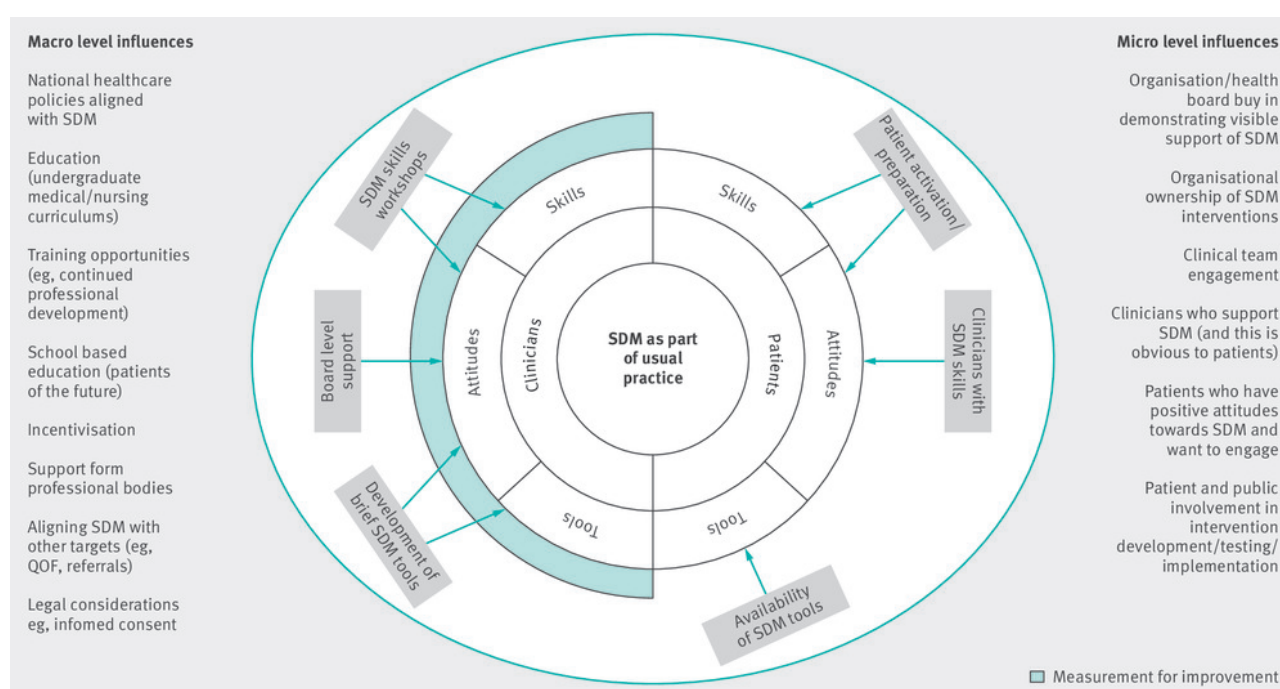 Macro level influences
National healthcare
policies aligned
with SDM
Education
(undergraduate
medical/nursing
curriculums)
Training opportunities
(eg, continued
professional
development)
School based
education (patients
of the future)
Incentivisation
Support form
professional bodies
Aligning SDM with
other targets (eg,
QOF, referrals)
Legal considerations
eg, infomed consent
SDM skills
workshops
Board level
support
Development of
brief SDM tools
Skills
Attitudes
Tools
Clinicians
SDM as part
of usual
practice
Patients
Skills
Attitudes
Tools
Patient activation/
preparation
Clinicians with
SDM skills
Availability
of SDM tools
Micro level influences
Organisation/health
board buy in
demonstrating visible
support of SDM
Organisational
ownership of SDM
interventions
Clinical team
engagement
Clinicians who support
SDM (and this is
obvious to patients)
Patients who have
positive attitudes
towards SDM and
want to engage
Patient and public
involvement in
intervention
development/testing/
implementation
Measurement for improvement